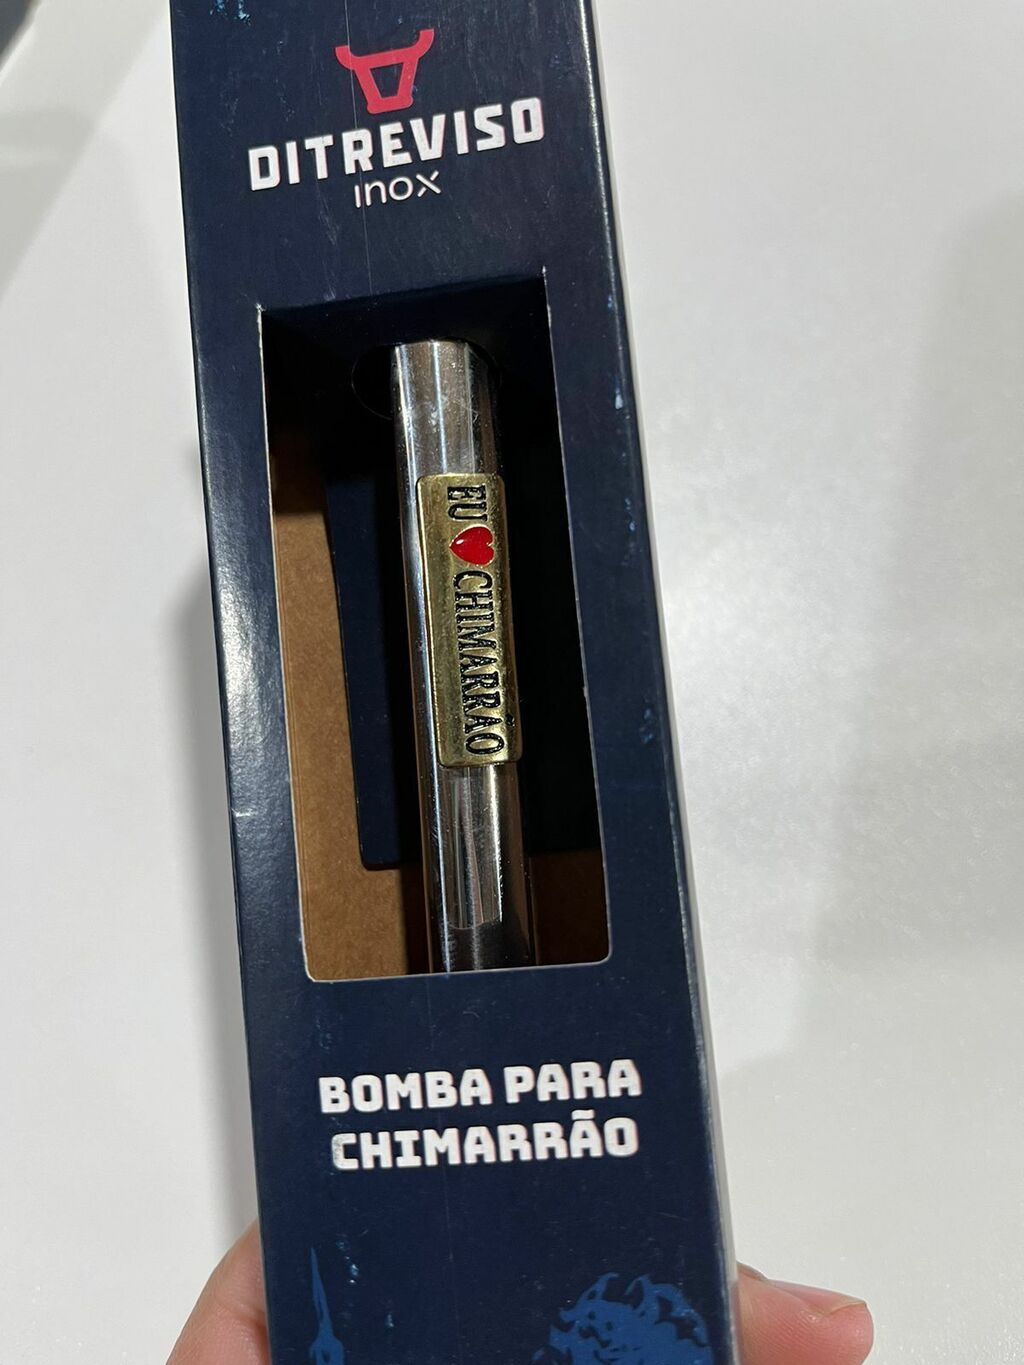 DITREVISO
inox
EU ❤ CHIMARRÃO
BOMBA PARA
CHIMARRÃO